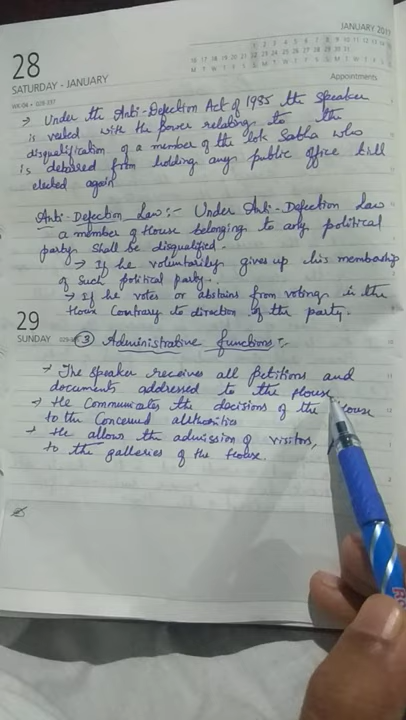 JANUARY 201
28
SATURDAY - JANUARY
Appointments
→ Under the Anti-Defection Act of 1985 the Speaker
is vested with the power relating to the
disqualification of a member of the Lok Sabha who
is debarred from holding any public office till
elected again
Anti-Defection Law:- Under Anti-Defection Law
a member of House belonging to any political
party shall be disqualified
→ If he voluntarily gives up his membership
of such political party.
→ If he votes or abstains from voting in the
House Contrary to direction of the party.
29
SUNDAY
③ Administrative functions:-
→ The speaker receives all petitions and
documents addressed to the House
→ He Communicates the decisions of the House
to the Concerned authorities
→ He allows the admission of visitors,
to the galleries of the House